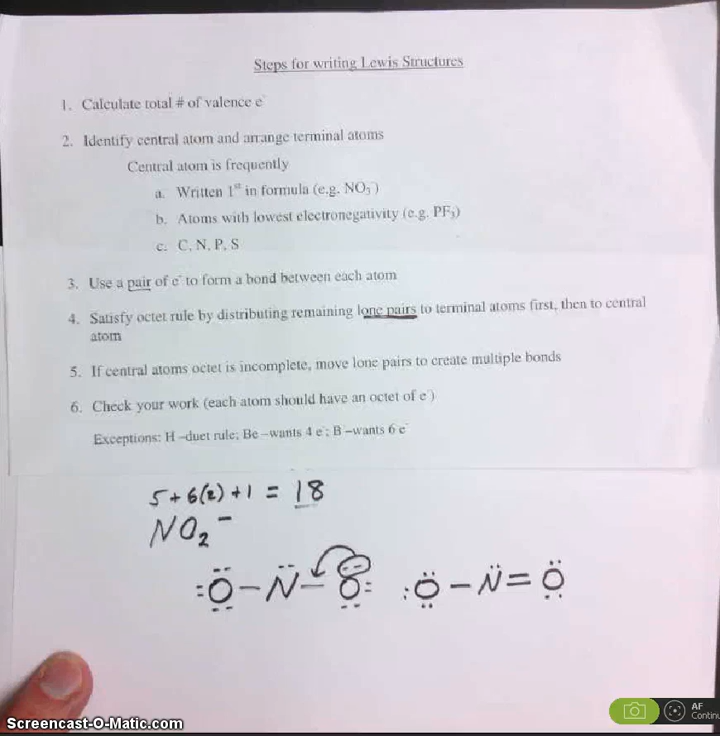 Steps for writing Lewis Structures
1. Calculate total # of valence e⁻
2. Identify central atom and arrange terminal atoms
Central atom is frequently
a. Written 1st in formula (e.g. NO₃⁻)
b. Atoms with lowest electronegativity (e.g. PF₃)
c. C, N, P, S
3. Use a pair of e⁻ to form a bond between each atom
4. Satisfy octet rule by distributing remaining lone pairs to terminal atoms first, then to central
atom
5. If central atoms octet is incomplete, move lone pairs to create multiple bonds
6. Check your work (each atom should have an octet of e⁻)
Exceptions: H –duet rule; Be –wants 4 e⁻; B –wants 6 e⁻
5+6(2)+1 = 18
NO₂⁻
:O - N - O: :O - N = O
Screencast-O-Matic.com
AF
Continu